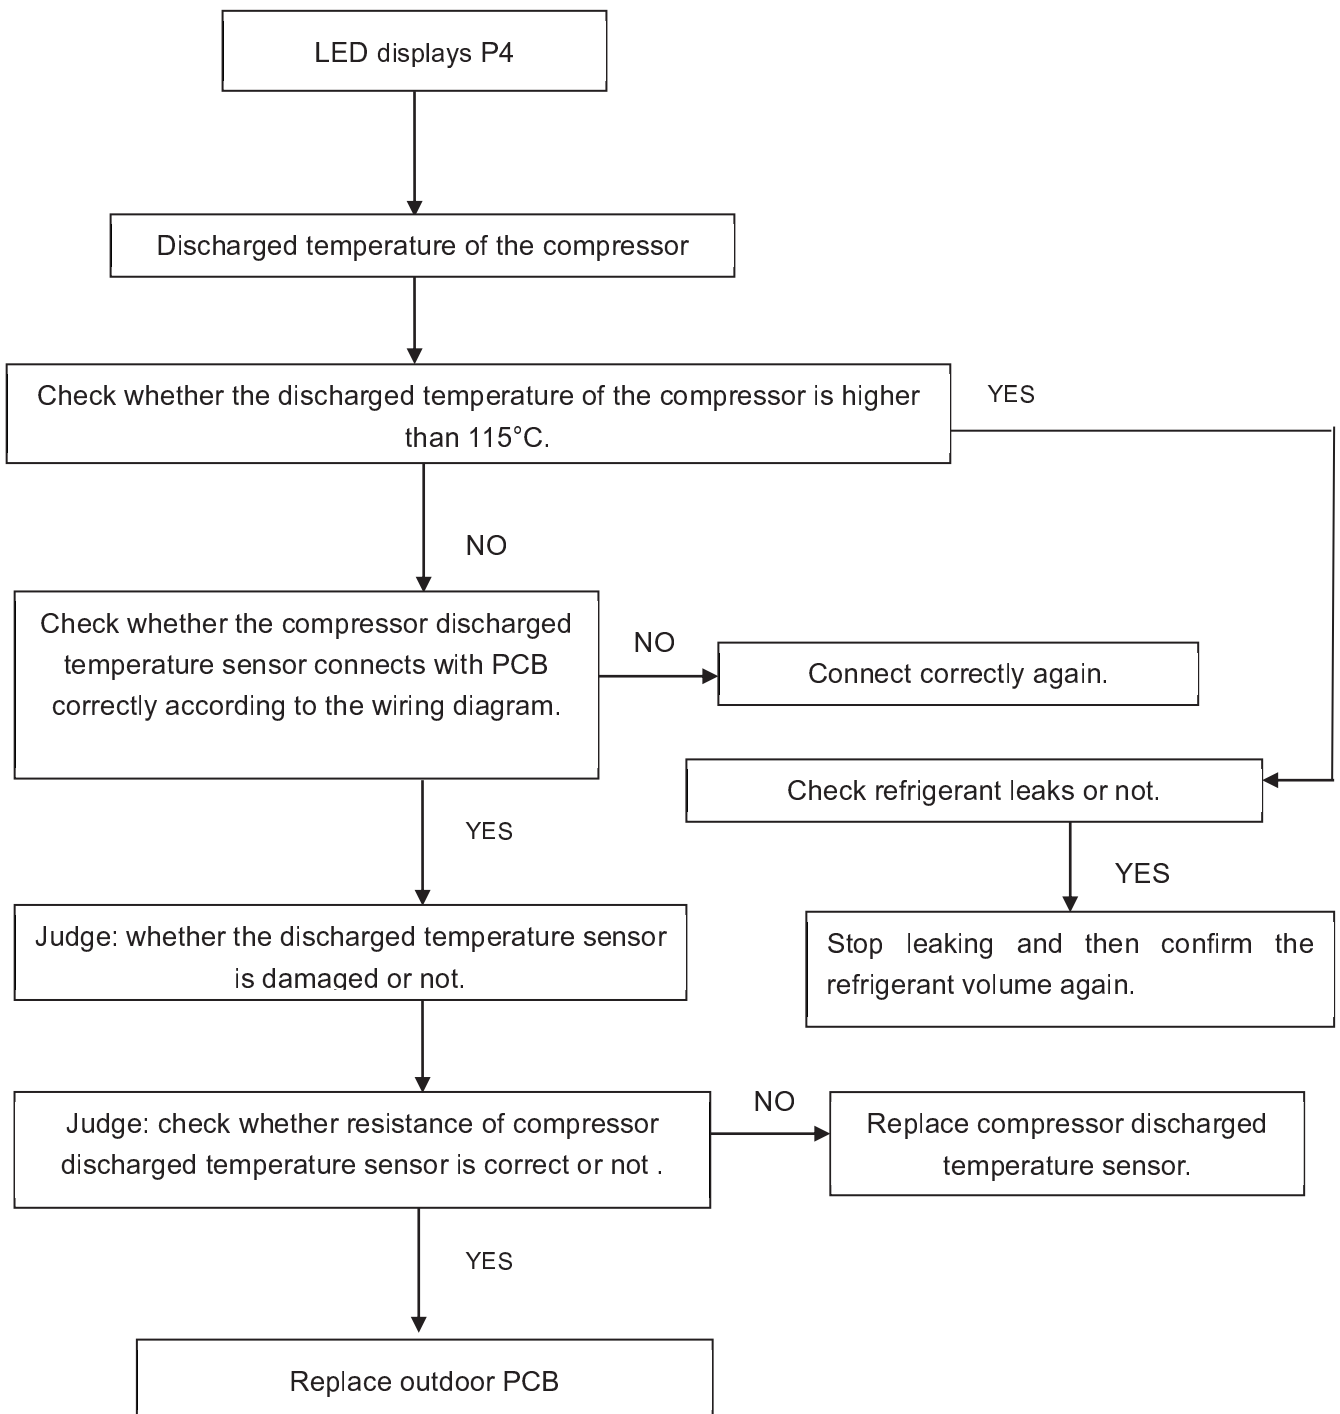 LED displays P4
Discharged temperature of the compressor
Check whether the discharged temperature of the compressor is higher
than 115°C.
YES
NO
Check whether the compressor discharged
temperature sensor connects with PCB
correctly according to the wiring diagram.
NO
Connect correctly again.
Check refrigerant leaks or not.
YES
YES
Judge: whether the discharged temperature sensor
is damaged or not.
Stop leaking and then confirm the
refrigerant volume again.
Judge: check whether resistance of compressor
discharged temperature sensor is correct or not .
NO
Replace compressor discharged
temperature sensor.
YES
Replace outdoor PCB